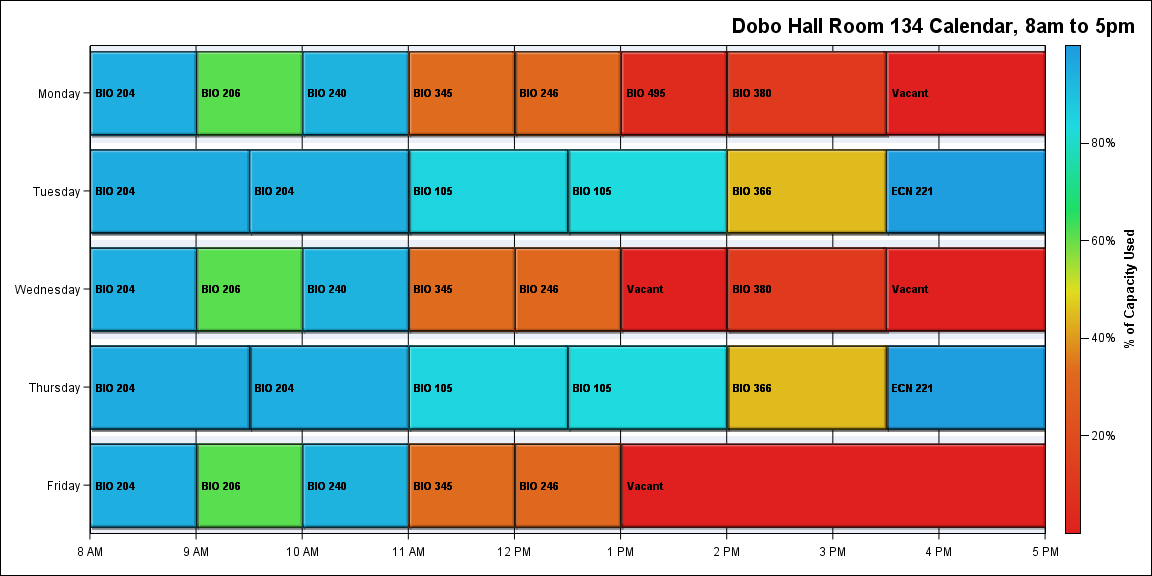 Dobo Hall Room 134 Calendar, 8am to 5pm
Monday
BIO 204
BIO 206
BIO 240
BIO 345
BIO 246
BIO 495
BIO 380
Vacant
Tuesday
BIO 204
BIO 204
BIO 105
BIO 105
BIO 366
ECN 221
Wednesday
BIO 204
BIO 206
BIO 240
BIO 345
BIO 246
Vacant
BIO 380
Vacant
Thursday
BIO 204
BIO 204
BIO 105
BIO 105
BIO 366
ECN 221
Friday
BIO 204
BIO 206
BIO 240
BIO 345
BIO 246
Vacant
8 AM
9 AM
10 AM
11 AM
12 PM
1 PM
2 PM
3 PM
4 PM
5 PM
80%
60%
40%
20%
% of Capacity Used